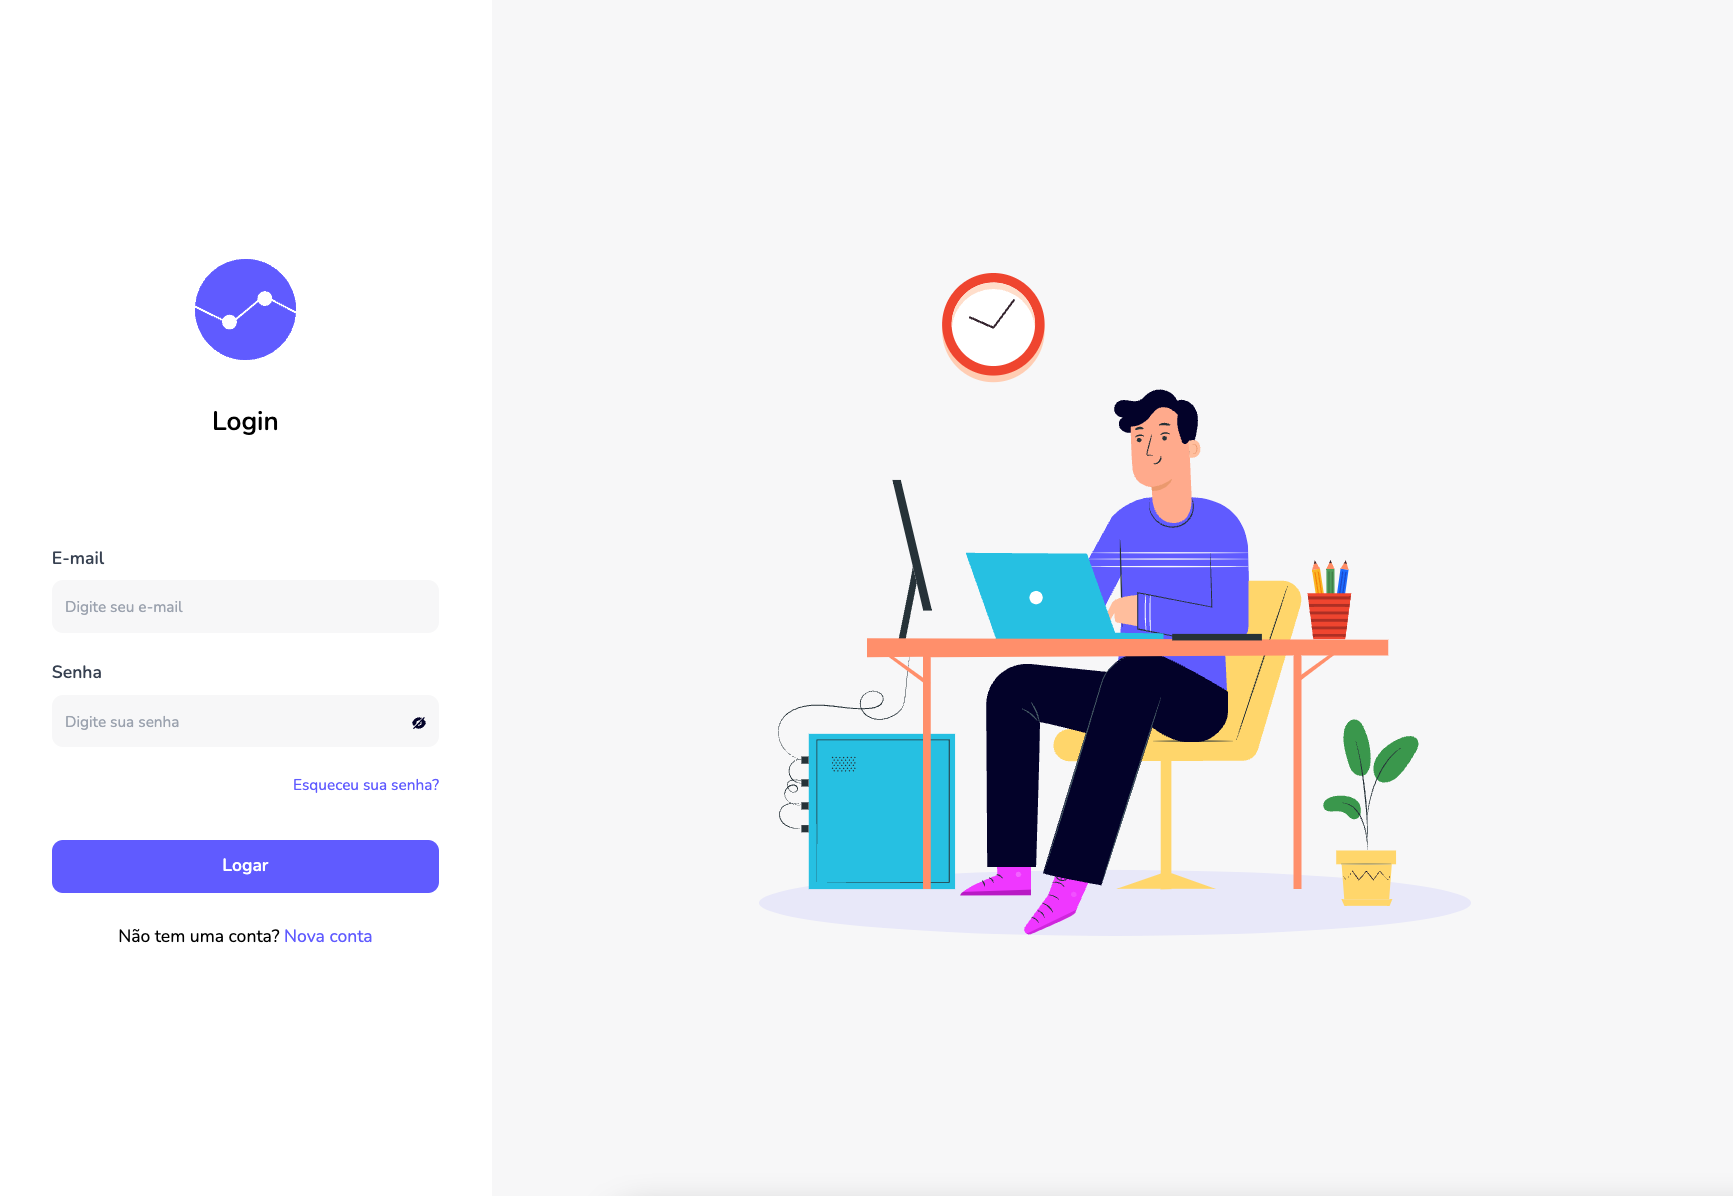 Login
E-mail
Digite seu e-mail
Senha
Digite sua senha
Esqueceu sua senha?
Logar
Não tem uma conta? Nova conta